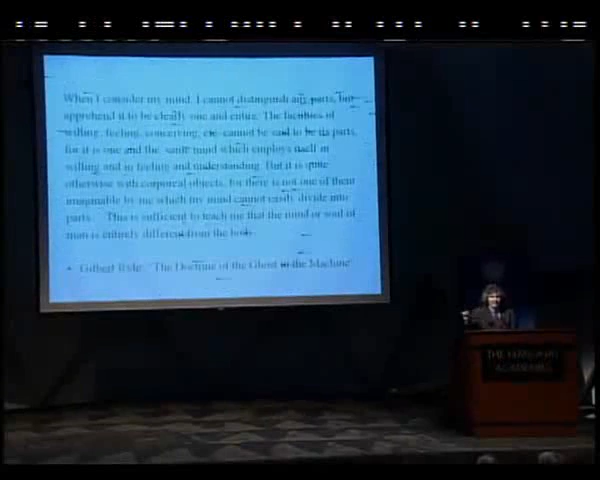 When I consider my mind, I cannot distinguish any parts, but
apprehend it to be clearly one and entire. The faculties of
willing, feeling, conceiving, etc. cannot be said to be its parts,
for it is one and the same mind which employs itself in
willing and in feeling and understanding. But it is quite
otherwise with corporeal objects, for there is not one of them
imaginable by me which my mind cannot easily divide into
parts. This is sufficient to teach me that the mind or soul of
man is entirely different from the body.
• Gilbert Ryle: "The Doctrine of the Ghost in the Machine"
THE
ACADEMIES